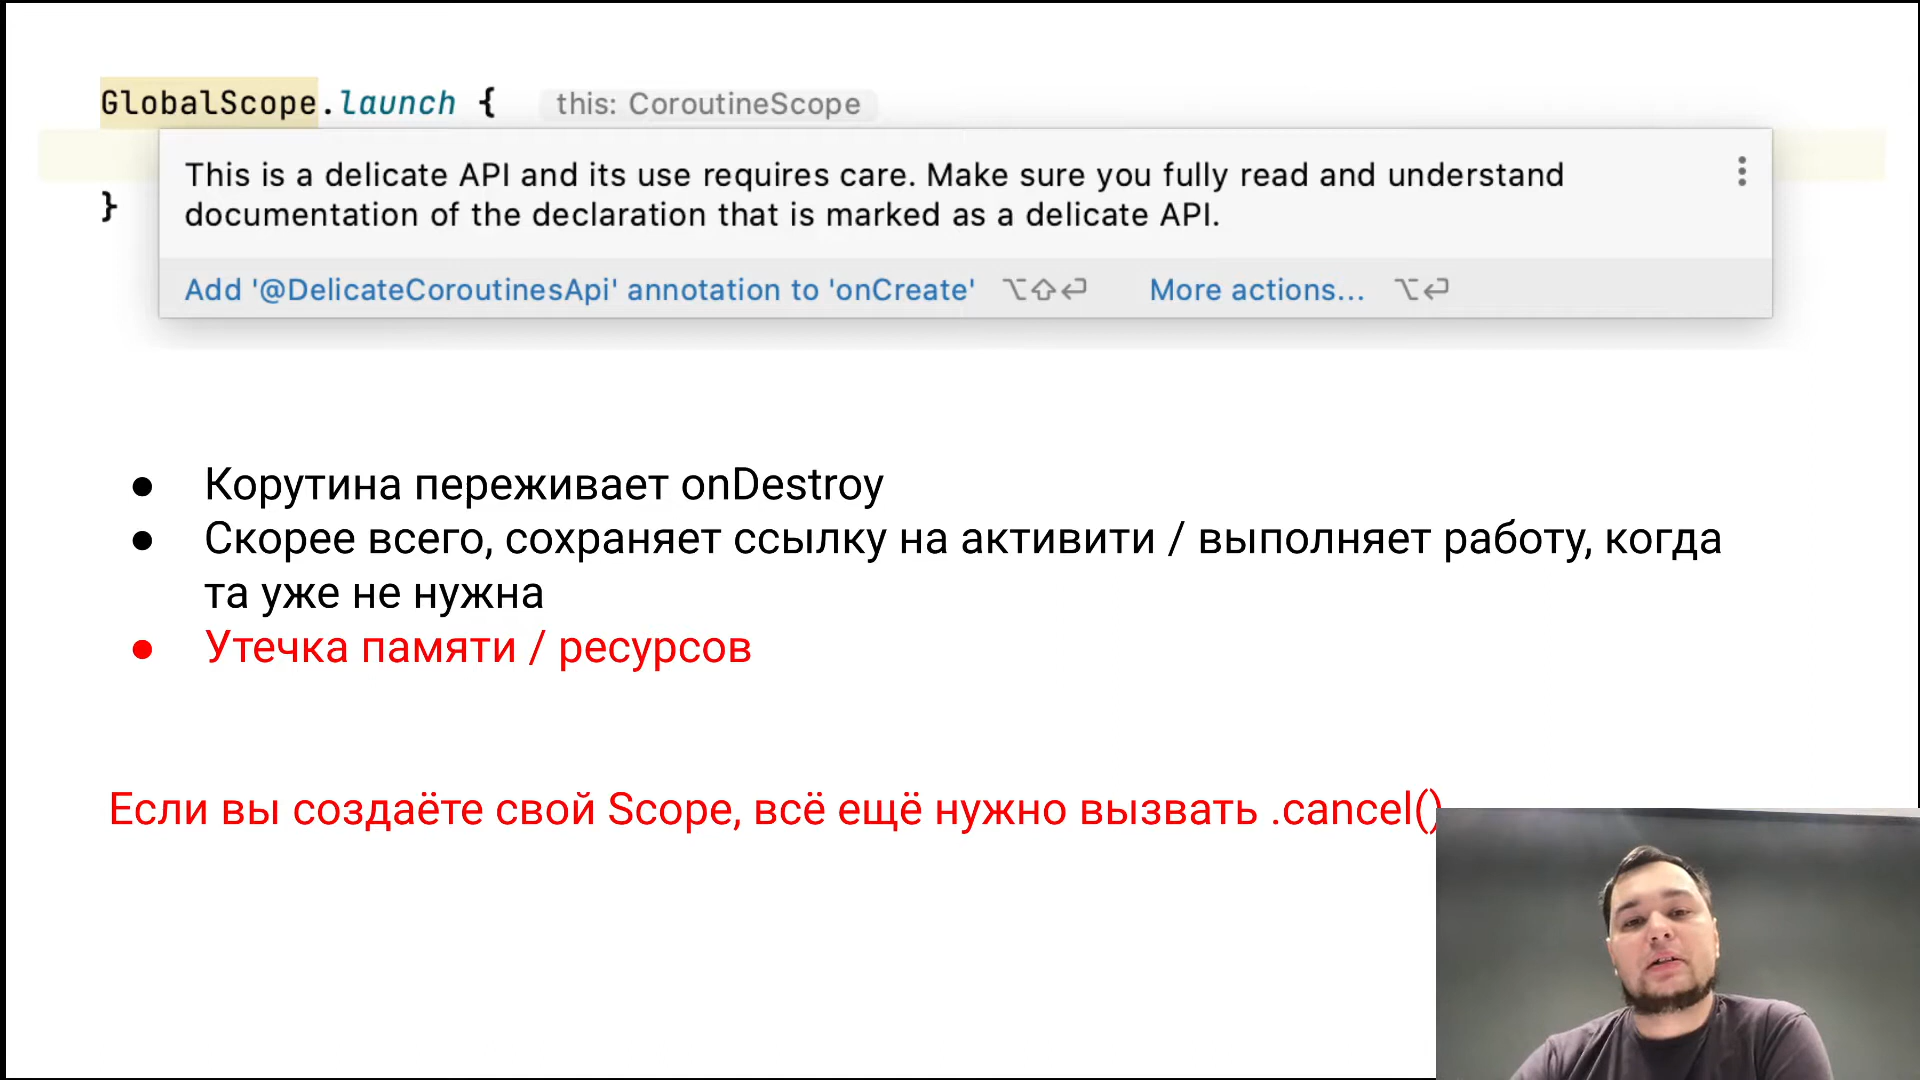 GlobalScope.launch { this: CoroutineScope
This is a delicate API and its use requires care. Make sure you fully read and understand
documentation of the declaration that is marked as a delicate API.
}
Add '@DelicateCoroutinesApi' annotation to 'onCreate' ⌥⇧⏎ More actions... ⌥⏎
● Корутина переживает onDestroy
● Скорее всего, сохраняет ссылку на активити / выполняет работу, когда
та уже не нужна
● Утечка памяти / ресурсов
Если вы создаёте свой Scope, всё ещё нужно вызвать .cancel()